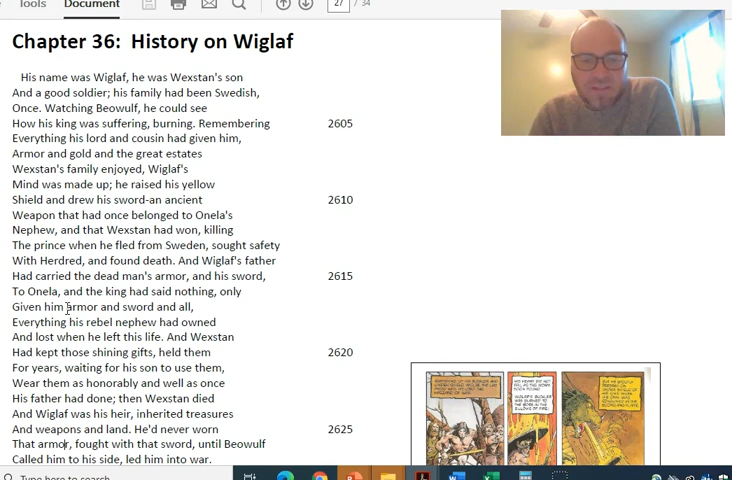 Tools Document 27 / 34
Chapter 36: History on Wiglaf
His name was Wiglaf, he was Wexstan's son
And a good soldier; his family had been Swedish,
Once. Watching Beowulf, he could see
How his king was suffering, burning. Remembering 2605
Everything his lord and cousin had given him,
Armor and gold and the great estates
Wexstan's family enjoyed, Wiglaf's
Mind was made up; he raised his yellow
Shield and drew his sword-an ancient 2610
Weapon that had once belonged to Onela's
Nephew, and that Wexstan had won, killing
The prince when he fled from Sweden, sought safety
With Herdred, and found death. And Wiglaf's father
Had carried the dead man's armor, and his sword, 2615
To Onela, and the king had said nothing, only
Given him armor and sword and all,
Everything his rebel nephew had owned
And lost when he left this life. And Wexstan
Had kept those shining gifts, held them 2620
For years, waiting for his son to use them,
Wear them as honorably and well as once
His father had done; then Wexstan died
And Wiglaf was his heir, inherited treasures
And weapons and land. He'd never worn 2625
That armor, fought with that sword, until Beowulf
Called him to his side, led him into war.
Type here to search